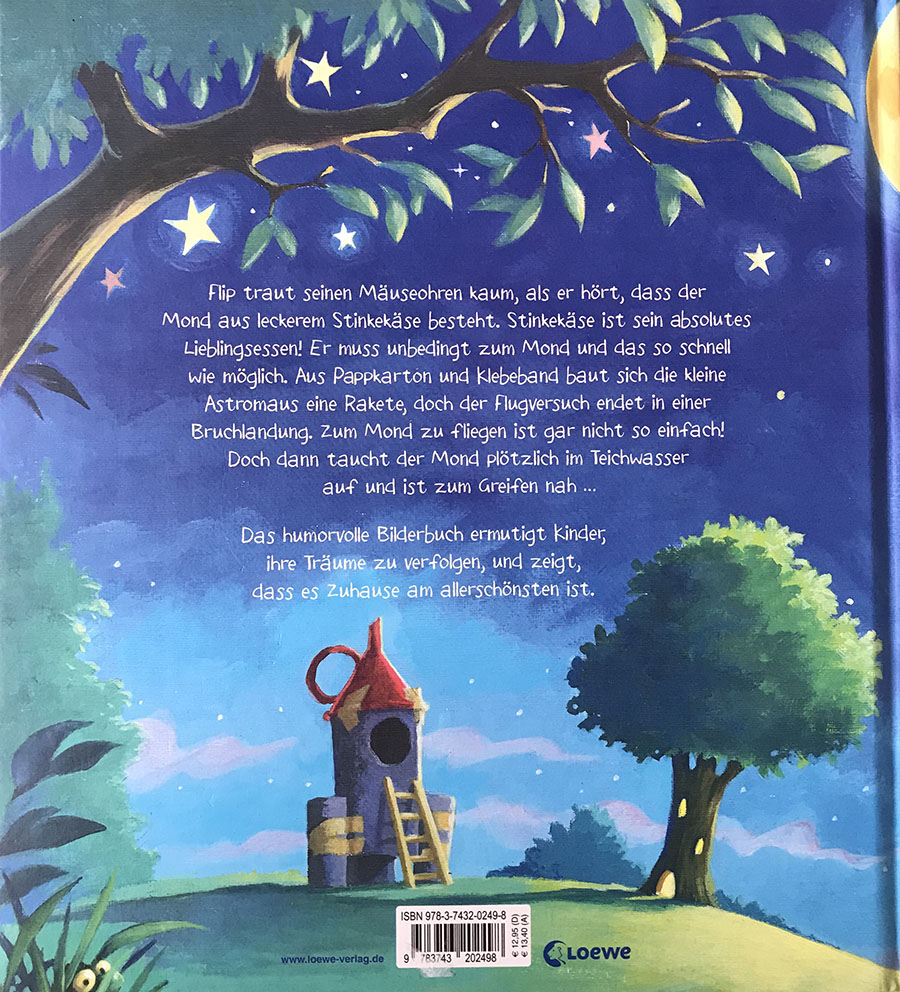 Flip traut seinen Mäuseohren kaum, als er hört, dass der
Mond aus leckerem Stinkekäse besteht. Stinkekäse ist sein absolutes
Lieblingsessen! Er muss unbedingt zum Mond und das so schnell
wie möglich. Aus Pappkarton und Klebeband baut sich die kleine
Astromaus eine Rakete, doch der Flugversuch endet in einer
Bruchlandung. Zum Mond zu fliegen ist gar nicht so einfach!
Doch dann taucht der Mond plötzlich im Teichwasser
auf und ist zum Greifen nah ...
Das humorvolle Bilderbuch ermutigt Kinder,
ihre Träume zu verfolgen, und zeigt,
dass es Zuhause am allerschönsten ist.
www.loewe-verlag.de
ISBN 978-3-7432-0249-8
9 783743 202498
€ 12,95 (D)
€ 13,40 (A)
Loewe